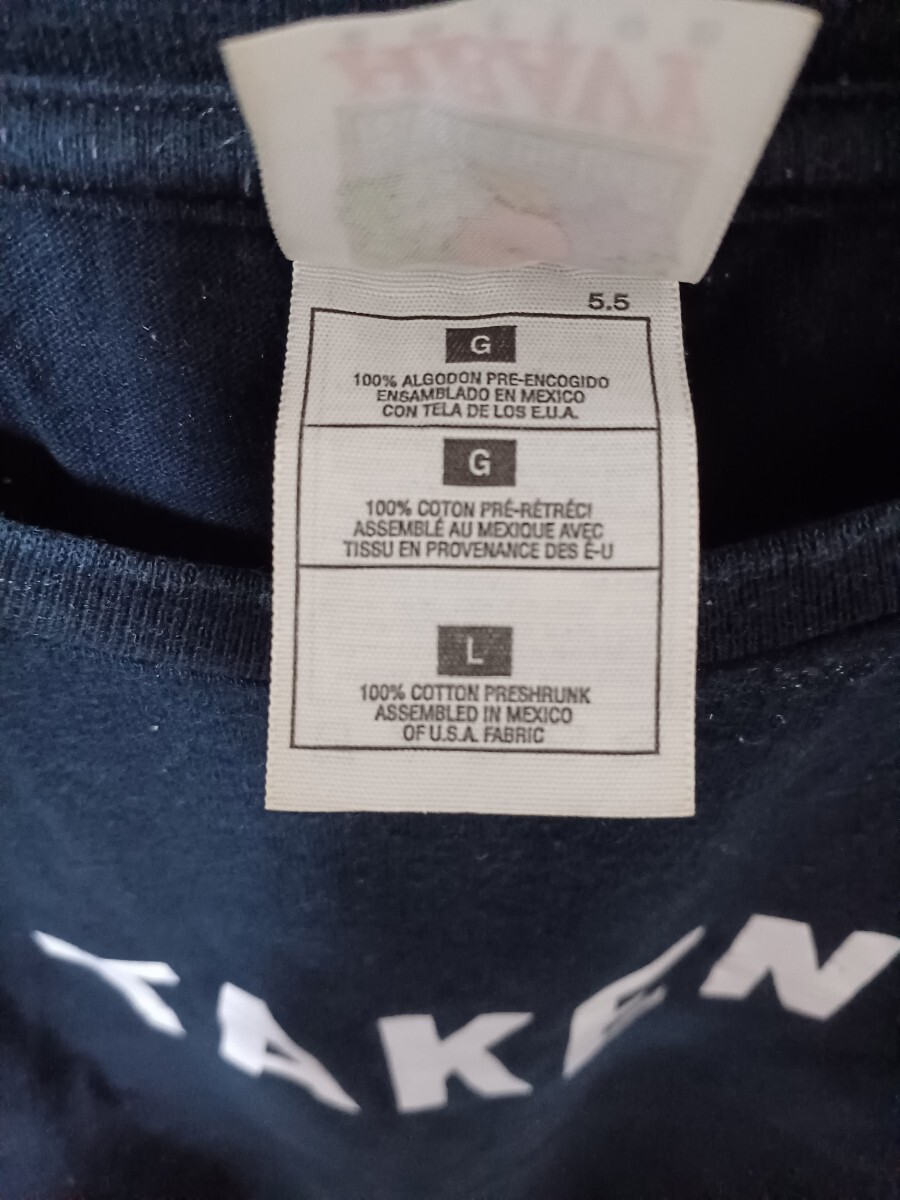 5.5
G
100% ALGODON PRE-ENCOGIDO
ENSAMBLADO EN MEXICO
CON TELA DE LOS E.U.A.
G
100% COTON PRÉ-RÉTRÉCI
ASSEMBLÉ AU MEXIQUE AVEC
TISSU EN PROVENANCE DES É-U
L
100% COTTON PRESHRUNK
ASSEMBLED IN MEXICO
OF U.S.A. FABRIC
TAKEN